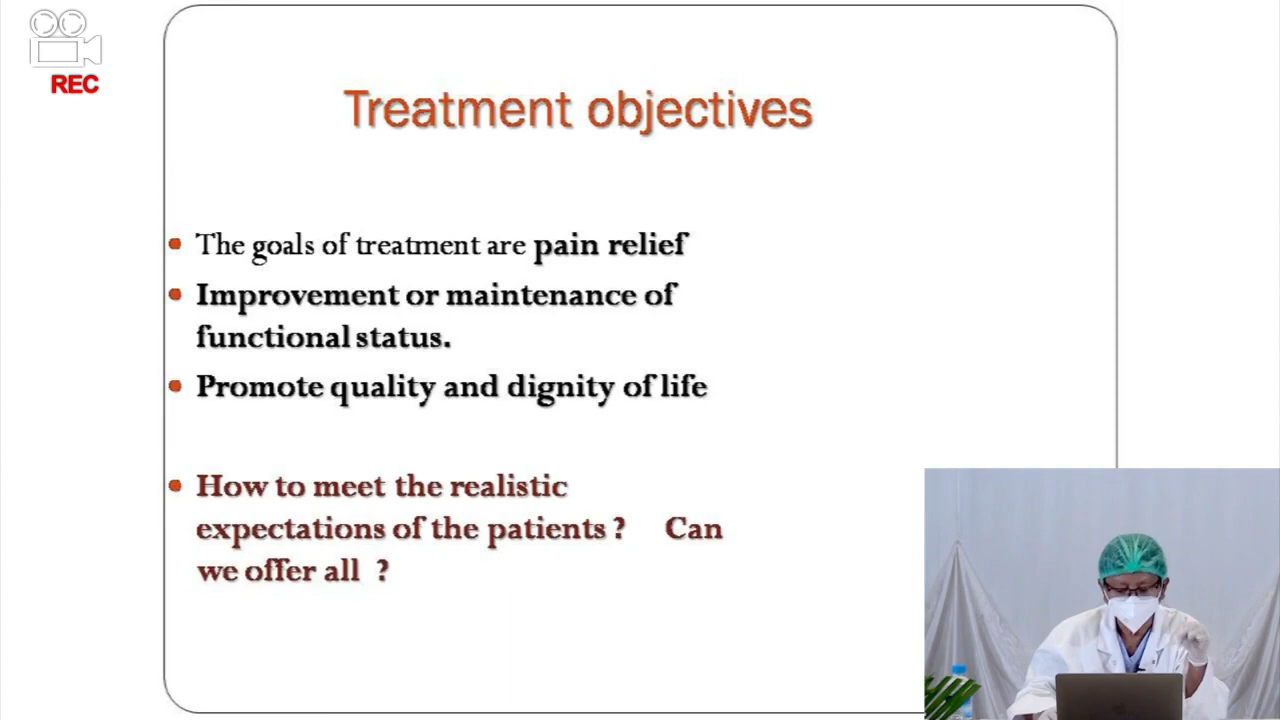 REC
Treatment objectives
• The goals of treatment are pain relief
• Improvement or maintenance of
functional status.
• Promote quality and dignity of life
• How to meet the realistic
expectations of the patients ? Can
we offer all ?